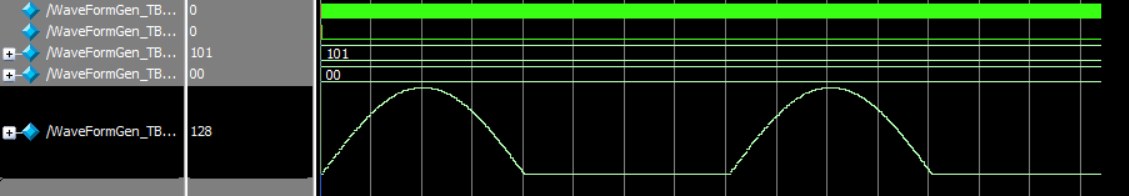 /WaveFormGen_TB... 0
/WaveFormGen_TB... 0
/WaveFormGen_TB... 101 101
/WaveFormGen_TB... 00 00
/WaveFormGen_TB... 128